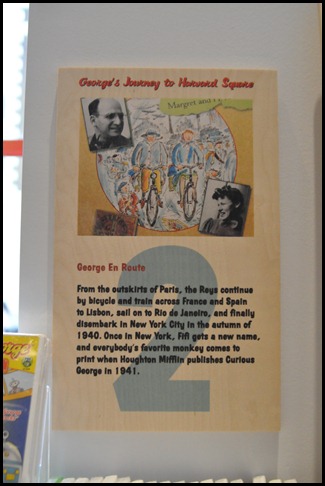 George's Journey to Harvard Square
Margret and
George En Route
From the outskirts of Paris, the Reys continue
by bicycle and train across France and Spain
to Lisbon, sail on to Rio de Janeiro, and finally
disembark in New York City in the autumn of
1940. Once in New York, Fifi gets a new name,
and everybody's favorite monkey comes to
print when Houghton Mifflin publishes Curious
George in 1941.
2